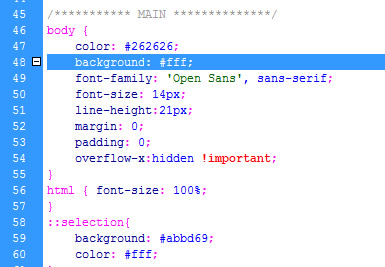 45 /*********** MAIN **************/
46 body {
47 color: #262626;
48 background: #fff;
49 font-family: 'Open Sans', sans-serif;
50 font-size: 14px;
51 line-height:21px;
52 margin: 0;
53 padding: 0;
54 overflow-x:hidden !important;
55 }
56 html { font-size: 100%;
57 }
58 ::selection{
59 background: #abbd69;
60 color: #fff;